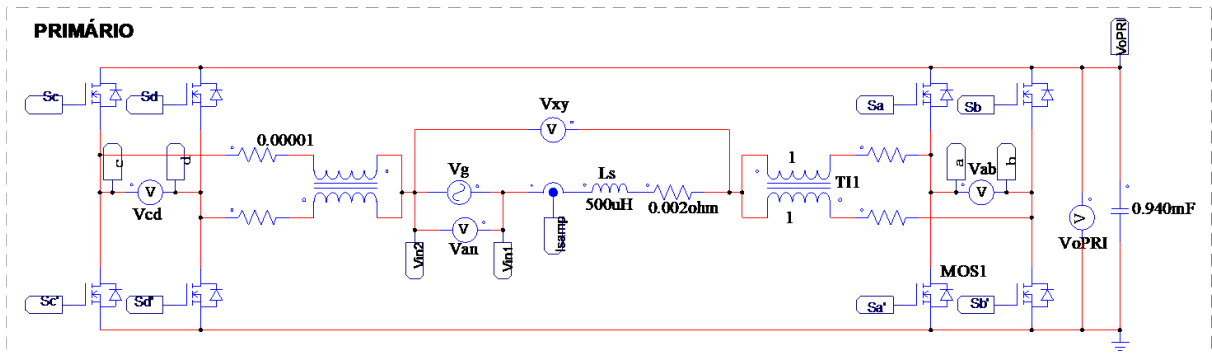 PRIMÁRIO
VoPRI
Sc
Sd
Vxy
Sa
Sb
0.00001
c
d
Vg
Ls
1
TI1
a
b
Vab
V
V
V
V
V
Vcd
500uH
0.002ohm
1
0.940mF
VoPRI
Van
Vin2
Vin1
Isamp
MOS1
Sc'
Sd'
Sa'
Sb'